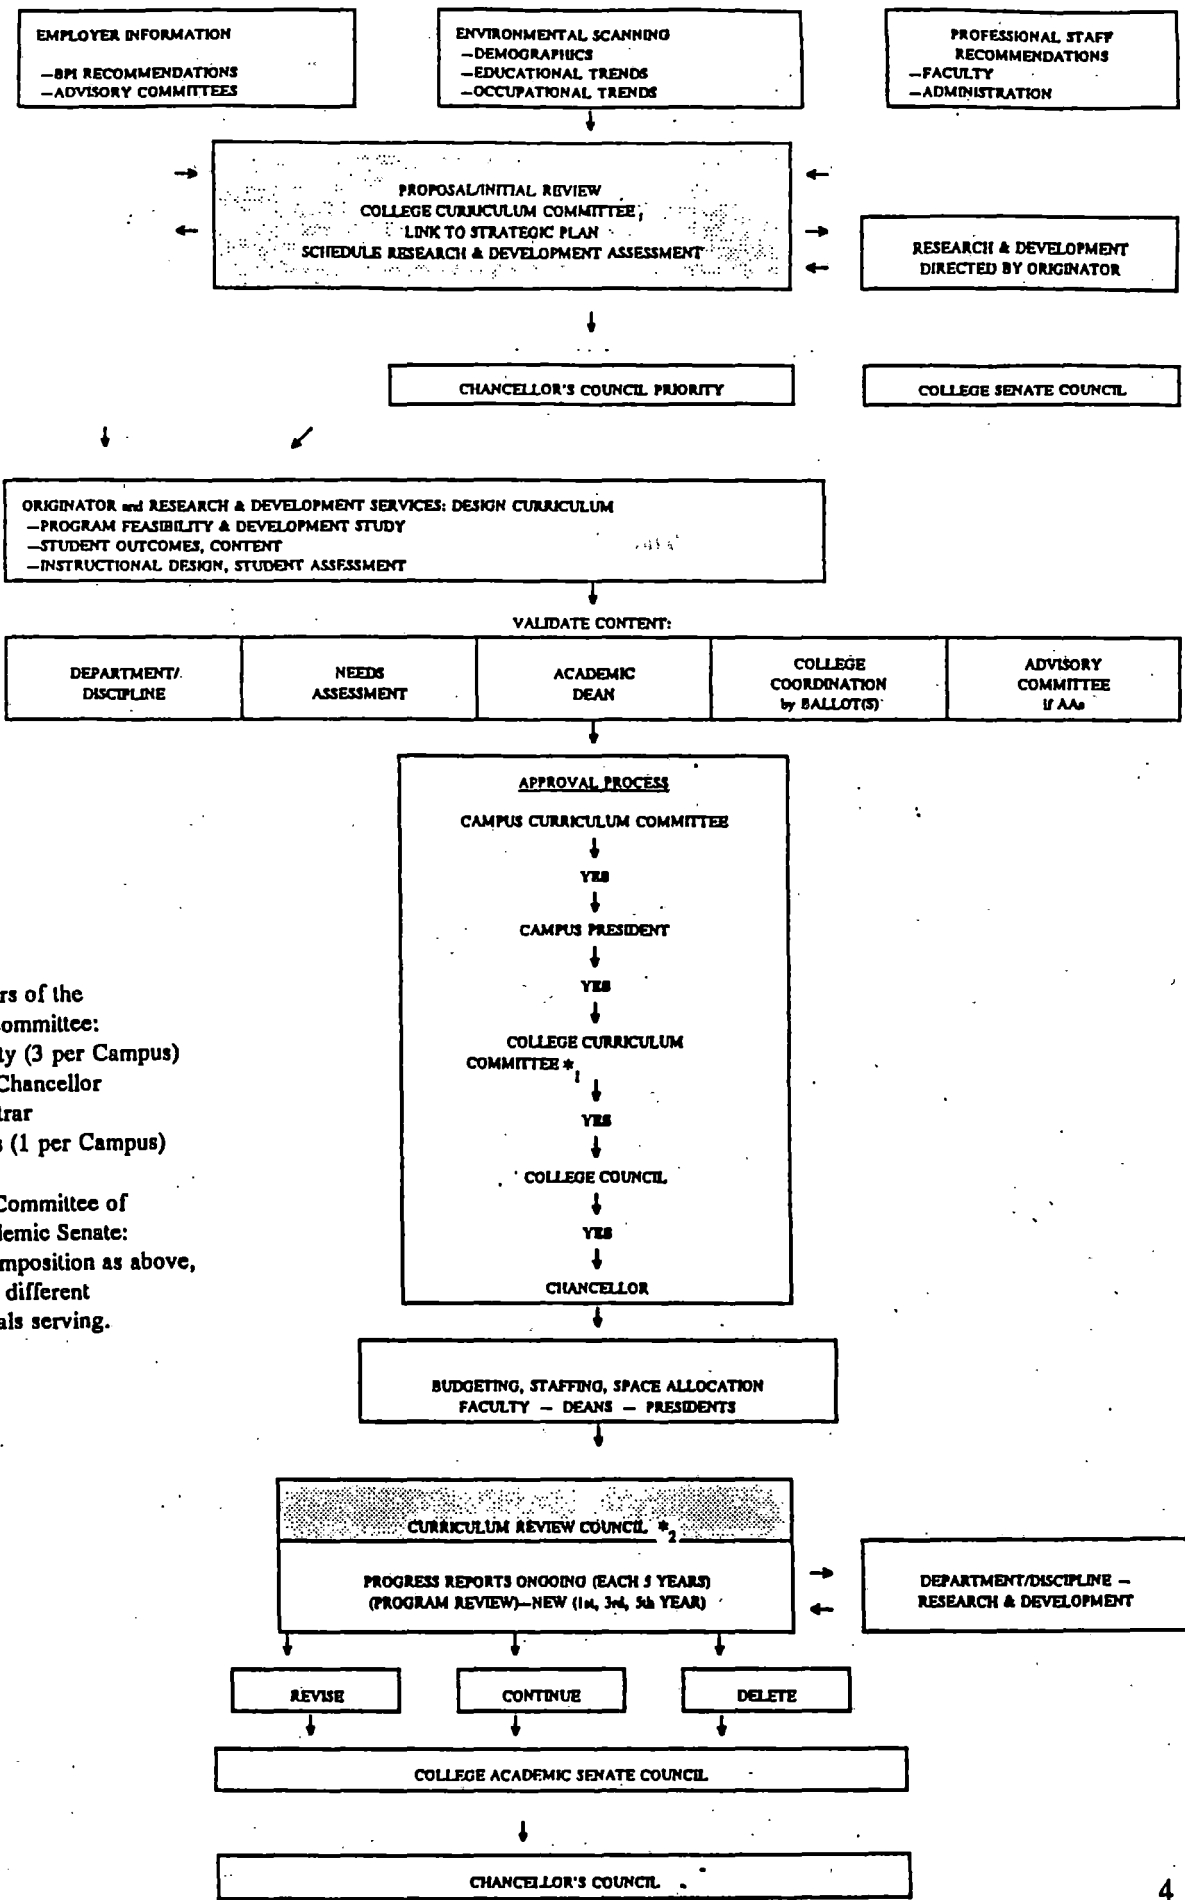 EMPLOYER INFORMATION
—BPI RECOMMENDATIONS
—ADVISORY COMMITTEES
ENVIRONMENTAL SCANNING
—DEMOGRAPHICS
—EDUCATIONAL TRENDS
—OCCUPATIONAL TRENDS
PROFESSIONAL STAFF
RECOMMENDATIONS
—FACULTY
—ADMINISTRATION
PROPOSAL/INITIAL REVIEW
COLLEGE CURRICULUM COMMITTEE,
LINK TO STRATEGIC PLAN
SCHEDULE RESEARCH & DEVELOPMENT ASSESSMENT
RESEARCH & DEVELOPMENT
DIRECTED BY ORIGINATOR
CHANCELLOR'S COUNCIL PRIORITY
COLLEGE SENATE COUNCIL
ORIGINATOR and RESEARCH & DEVELOPMENT SERVICES: DESIGN CURRICULUM
—PROGRAM FEASIBILITY & DEVELOPMENT STUDY
—STUDENT OUTCOMES, CONTENT
—INSTRUCTIONAL DESIGN, STUDENT ASSESSMENT
VALIDATE CONTENT:
DEPARTMENT/
DISCIPLINE
NEEDS
ASSESSMENT
ACADEMIC
DEAN
COLLEGE
COORDINATION
by BALLOT(S)
ADVISORY
COMMITTEE
if AAs
APPROVAL PROCESS
CAMPUS CURRICULUM COMMITTEE
YES
CAMPUS PRESIDENT
YES
COLLEGE CURRICULUM
COMMITTEE *1
YES
COLLEGE COUNCIL
YES
CHANCELLOR
rs of the
ommittee:
ty (3 per Campus)
Chancellor
trar
s (1 per Campus)
Committee of
demic Senate:
mposition as above,
different
als serving.
BUDGETING, STAFFING, SPACE ALLOCATION
FACULTY — DEANS — PRESIDENTS
CURRICULUM REVIEW COUNCIL *2
PROGRESS REPORTS ONGOING (EACH 5 YEARS)
(PROGRAM REVIEW)—NEW (1st, 3rd, 5th YEAR)
DEPARTMENT/DISCIPLINE —
RESEARCH & DEVELOPMENT
REVISE
CONTINUE
DELETE
COLLEGE ACADEMIC SENATE COUNCIL
CHANCELLOR'S COUNCIL
4